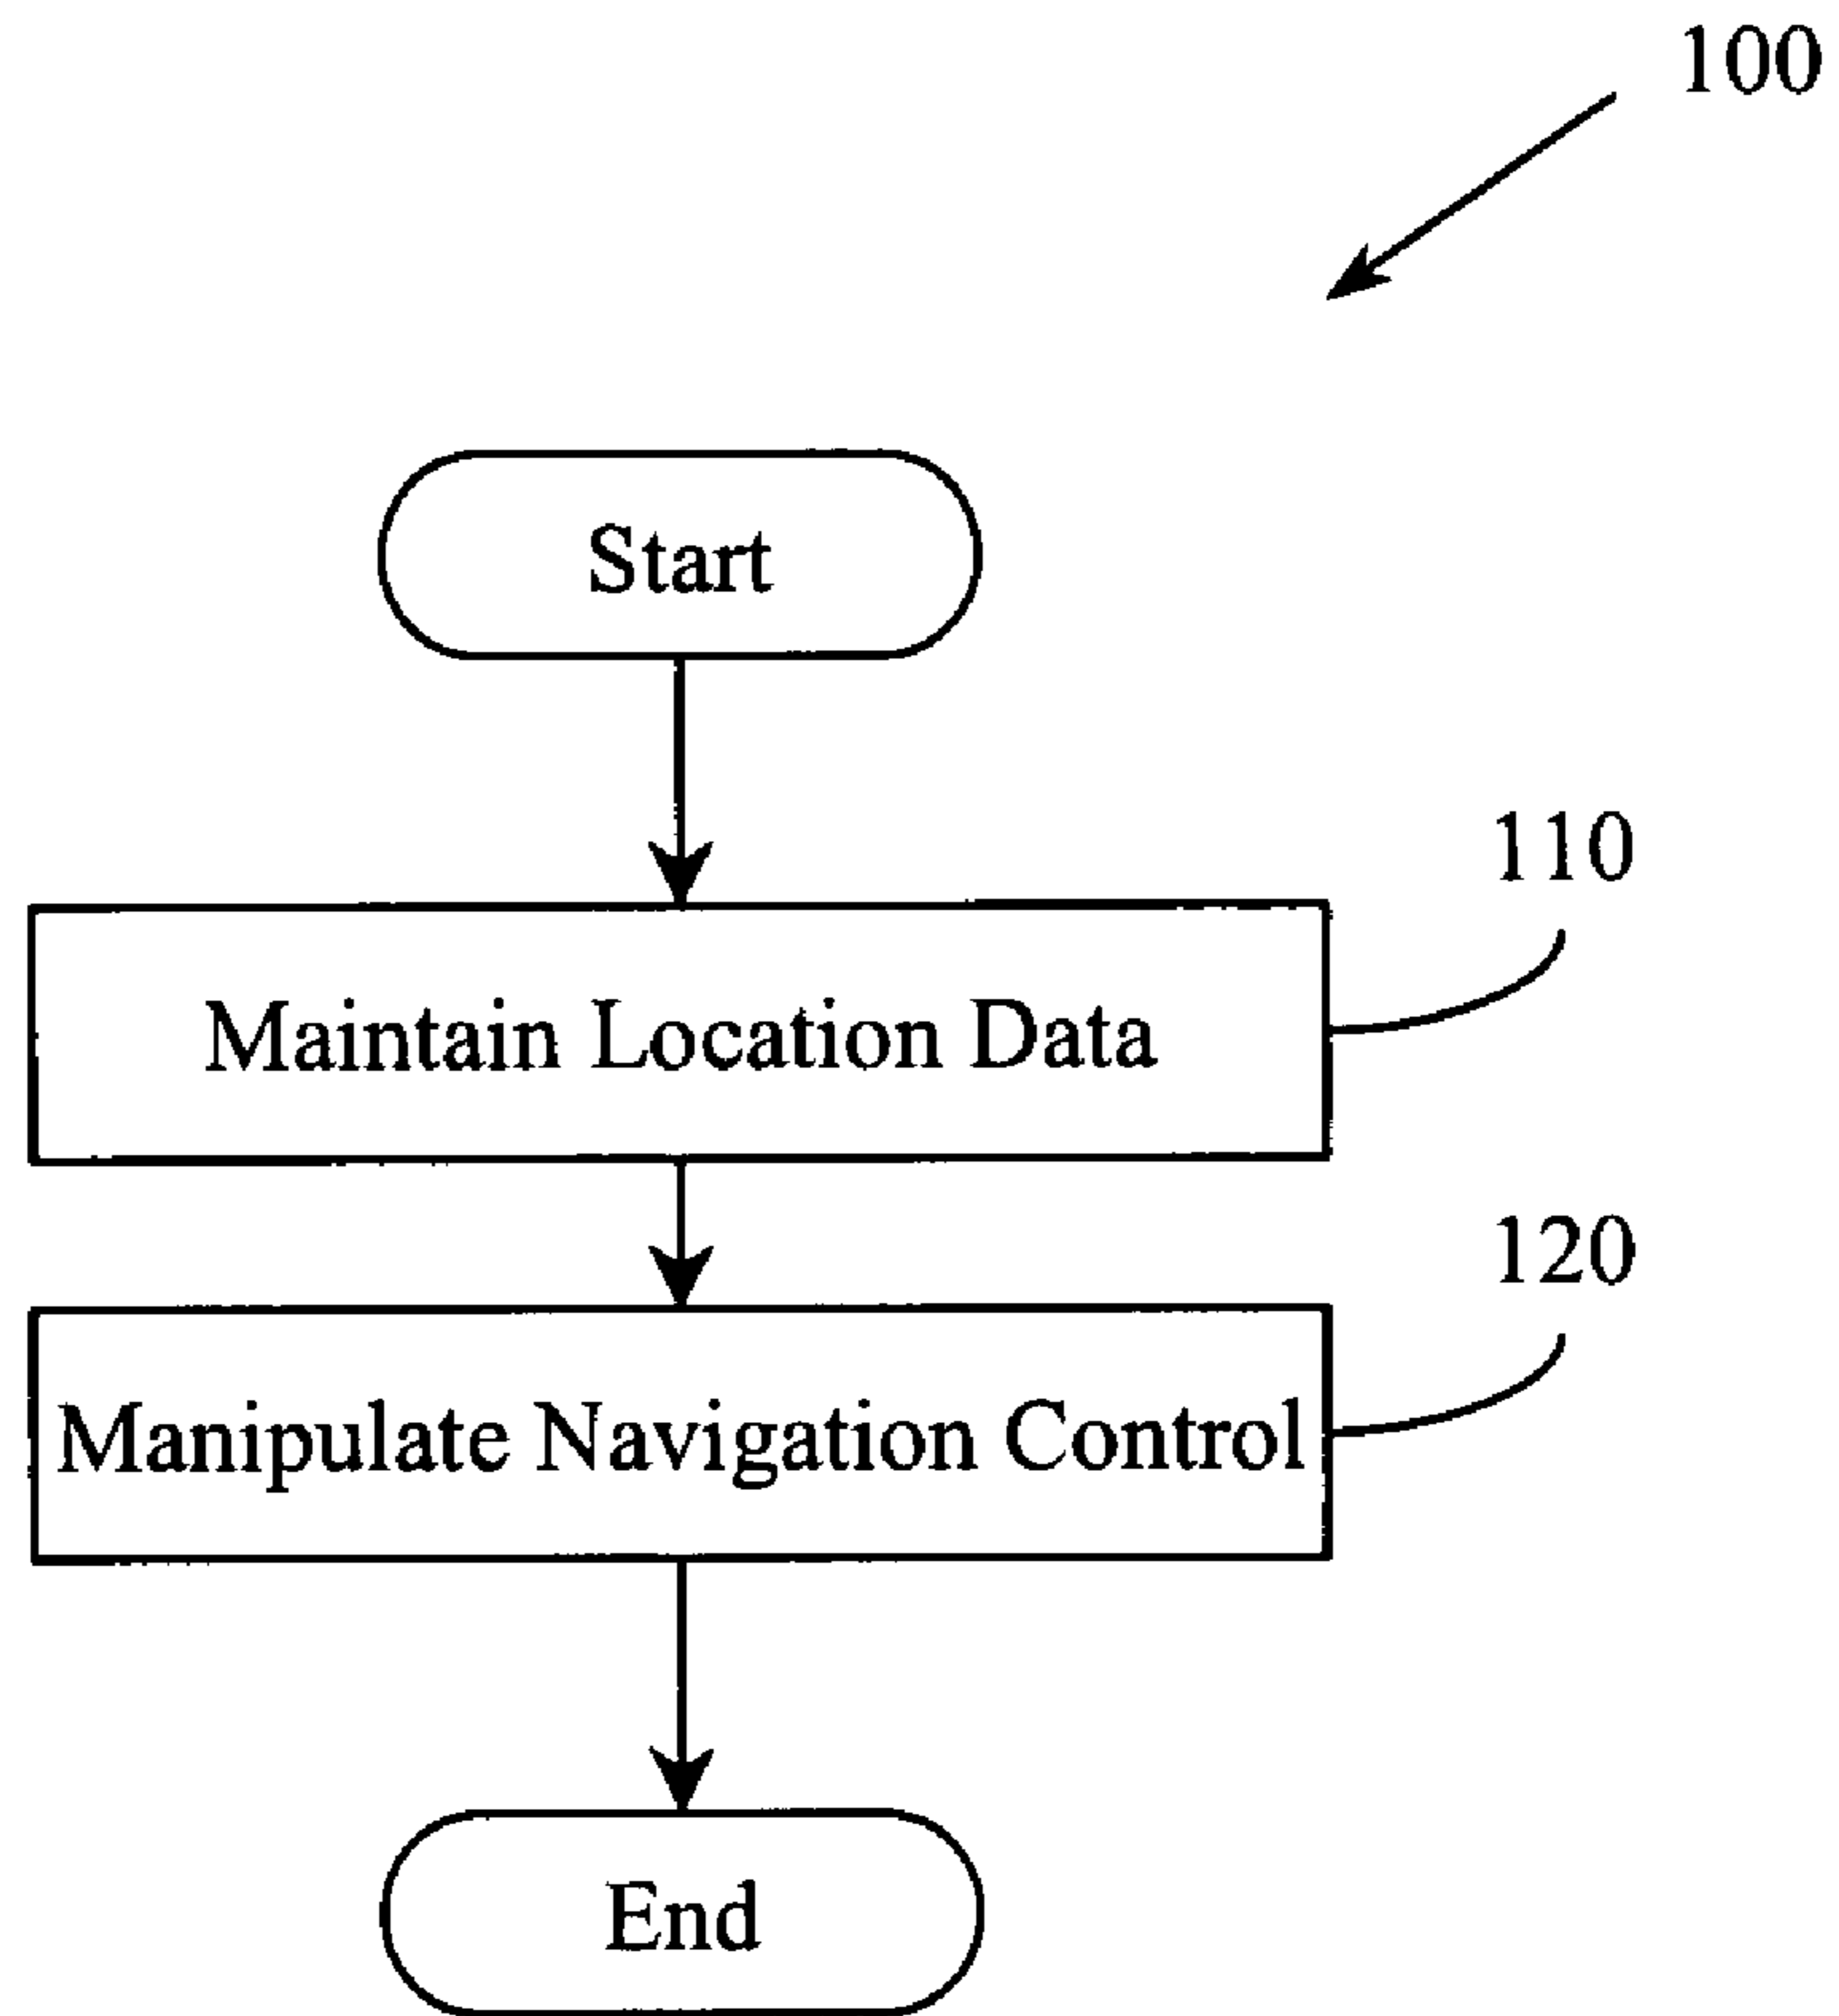 100
Start
110
Maintain Location Data
120
Manipulate Navigation Control
End